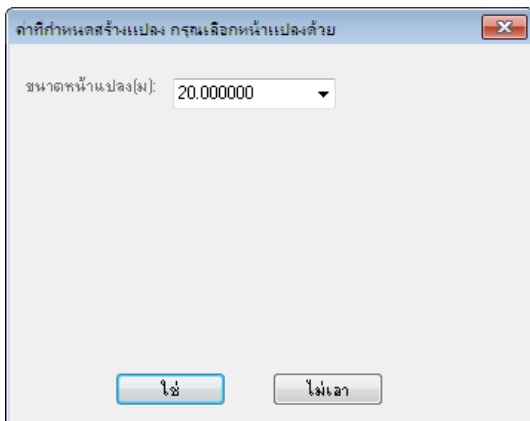 ค่าที่กำหนดสร้างแปลง กรุณเลือกหน้าแปลงด้วย
ขนาดหน้าแปลง(ม):
20.000000
ใช่
ไม่เอา